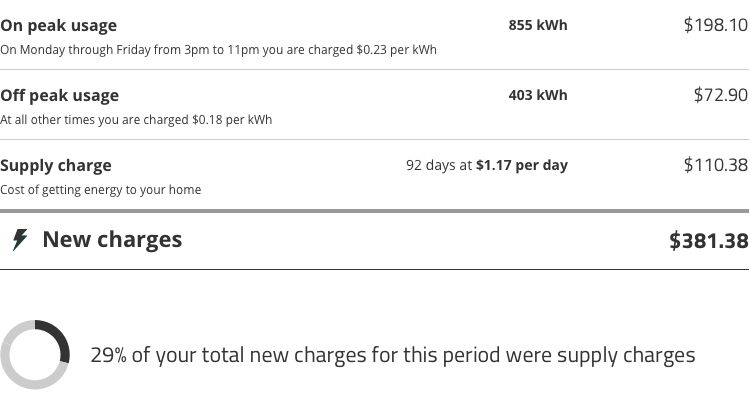 On peak usage 855 kWh $198.10
On Monday through Friday from 3pm to 11pm you are charged $0.23 per kWh
Off peak usage 403 kWh $72.90
At all other times you are charged $0.18 per kWh
Supply charge 92 days at $1.17 per day $110.38
Cost of getting energy to your home
New charges $381.38
29% of your total new charges for this period were supply charges